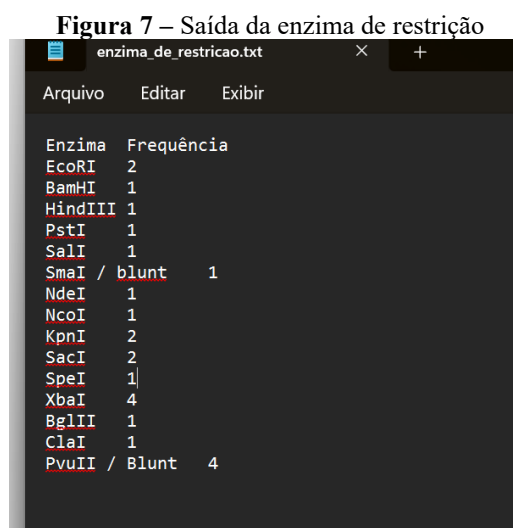 Figura 7 – Saída da enzima de restrição
enzima_de_restricao.txt × +
Arquivo Editar Exibir
Enzima Frequência
EcoRI 2
BamHI 1
HindIII 1
PstI 1
SalI 1
SmaI / blunt 1
NdeI 1
NcoI 1
KpnI 2
SacI 2
SpeI 1
XbaI 4
BglII 1
ClaI 1
PvuII / Blunt 4